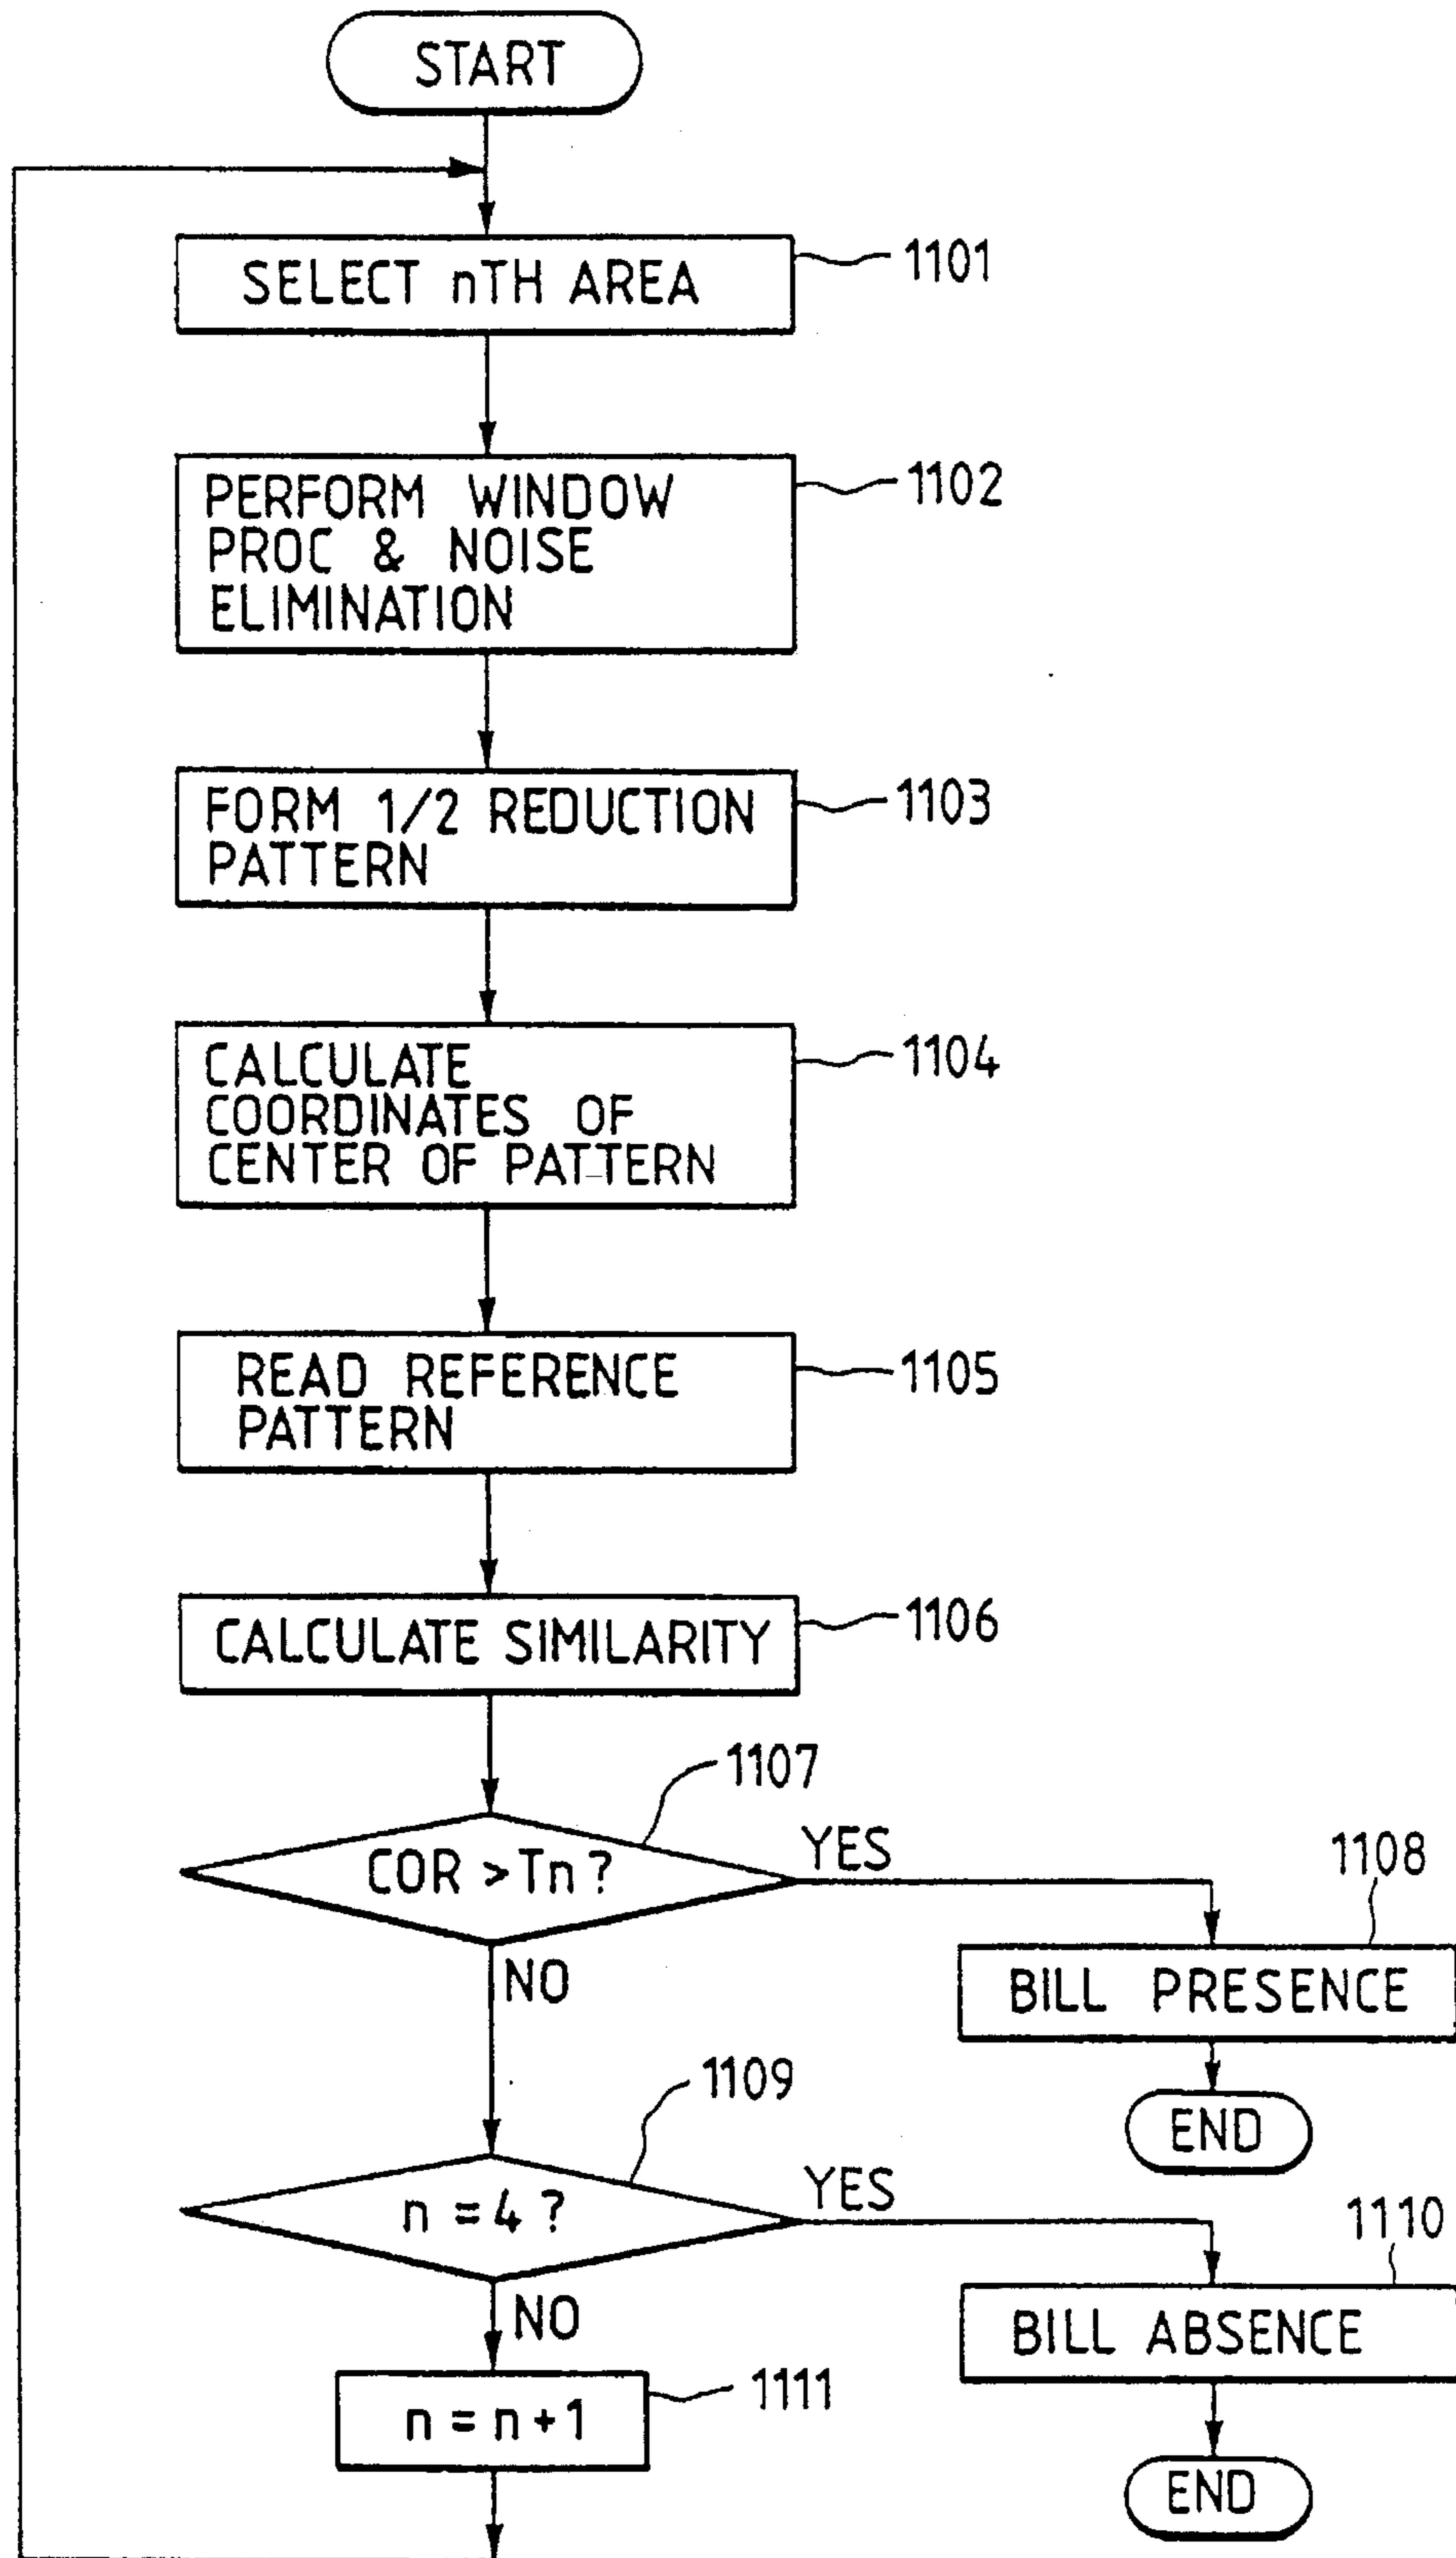 START
SELECT nTH AREA
1101
PERFORM WINDOW
PROC & NOISE
ELIMINATION
1102
FORM 1/2 REDUCTION
PATTERN
1103
CALCULATE
COORDINATES OF
CENTER OF PATTERN
1104
READ REFERENCE
PATTERN
1105
CALCULATE SIMILARITY
1106
1107
COR > Tn ?
YES
NO
1108
BILL PRESENCE
END
1109
n = 4 ?
YES
NO
1110
BILL ABSENCE
END
1111
n = n + 1